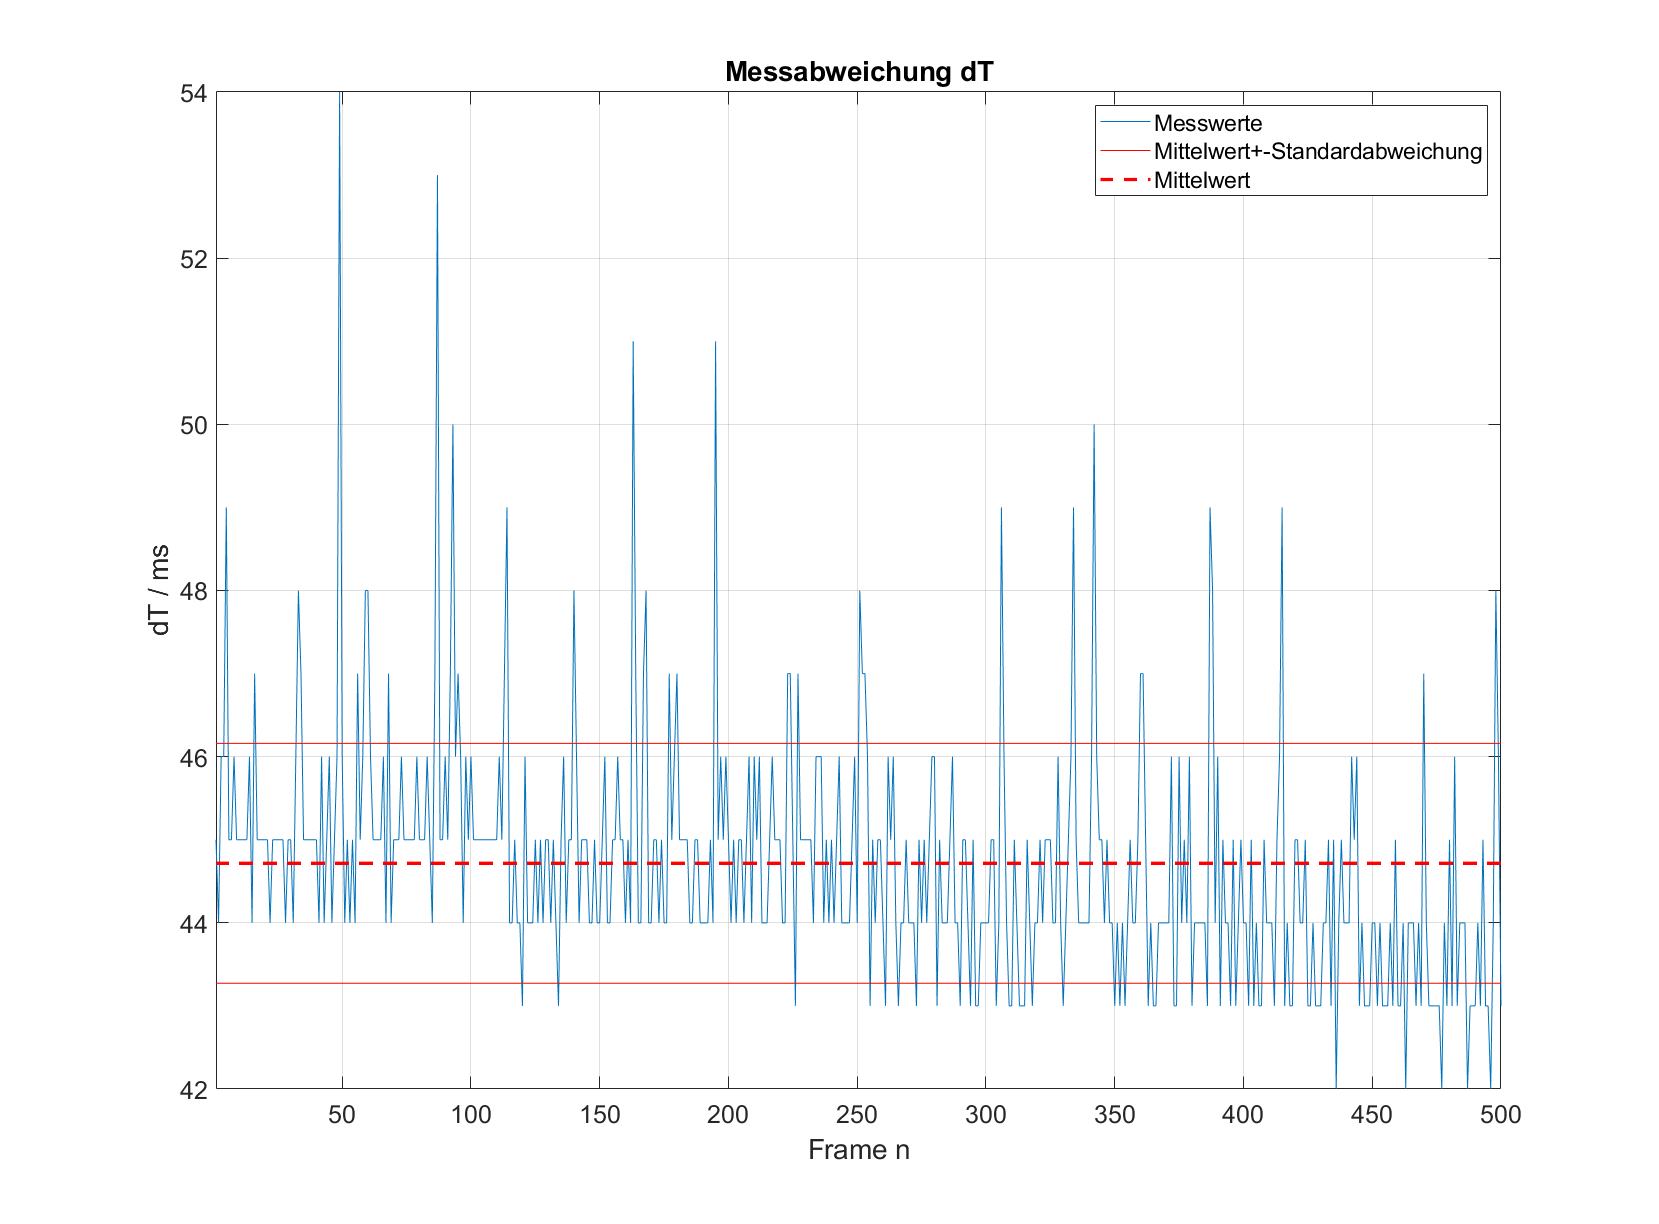 Messabweichung dT
54
52
50
48
46
44
42
dT / ms
Messwerte
Mittelwert+-Standardabweichung
Mittelwert
50 100 150 200 250 300 350 400 450 500
Frame n